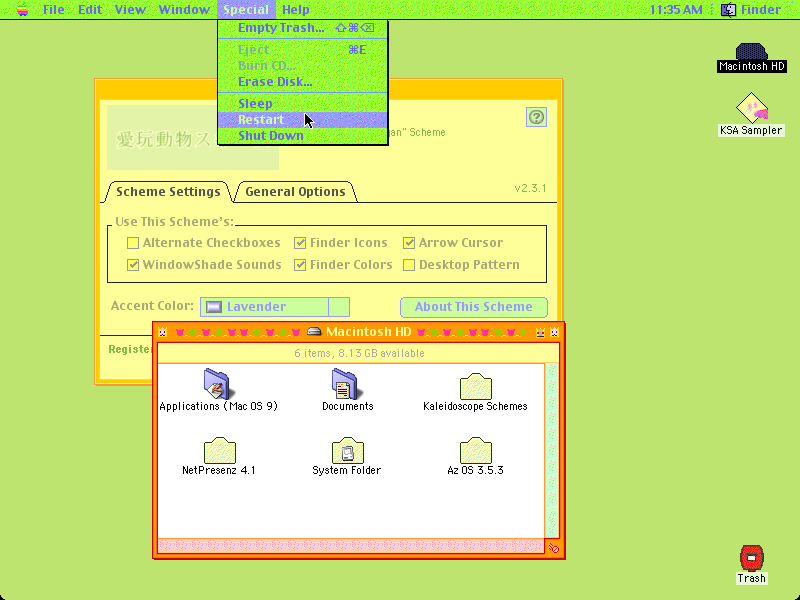 File Edit View Window Special Help 11:35 AM Finder
Empty Trash... ⇧⌘⌫
Eject ⌘E
Burn CD...
Erase Disk...
Sleep
Restart
Shut Down
Macintosh HD
KSA Sampler
愛玩動物ス
Scheme
Scheme Settings General Options v2.3.1
Use This Scheme's:
Alternate Checkboxes Finder Icons Arrow Cursor
WindowShade Sounds Finder Colors Desktop Pattern
Accent Color: Lavender About This Scheme
Macintosh HD
6 items, 8.13 GB available
Applications (Mac OS 9) Documents Kaleidoscope Schemes
NetPresenz 4.1 System Folder Az OS 3.5.3
Trash